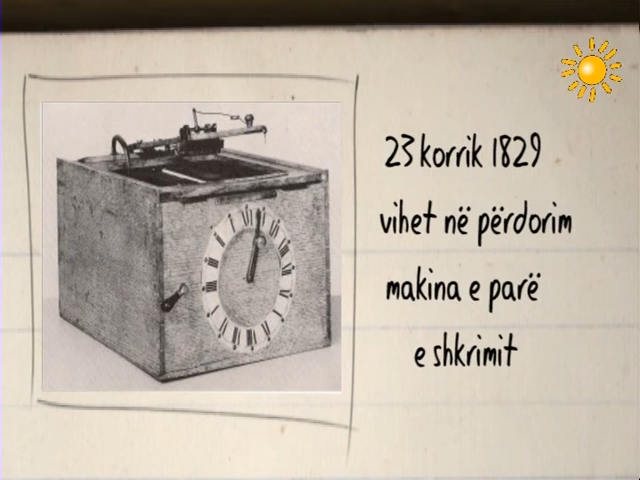 23 korrik 1829
vihet në përdorim
makina e parë
e shkrimit